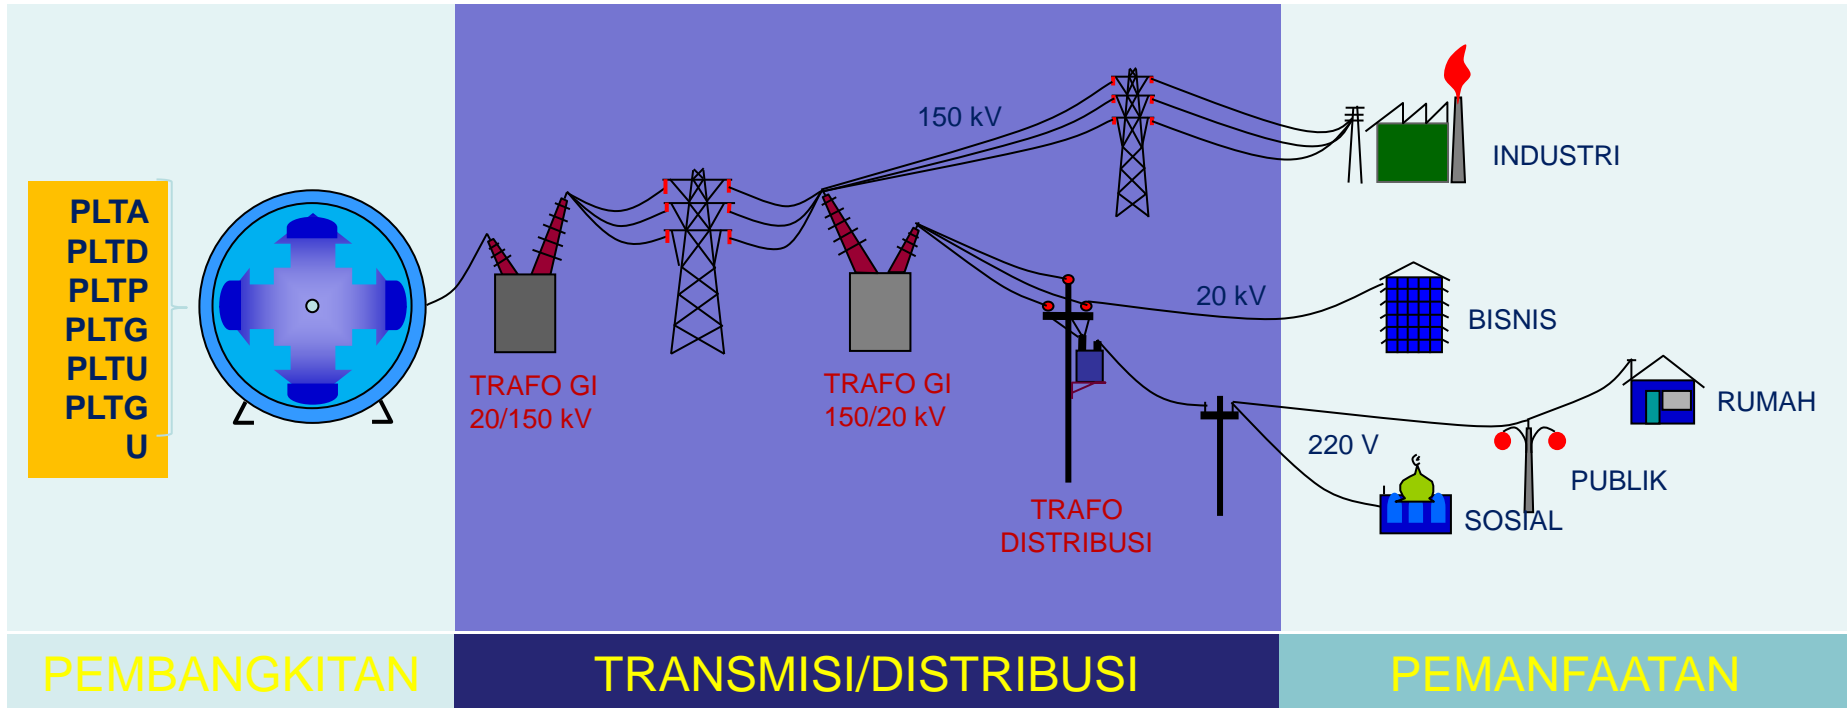 PLTA
PLTD
PLTP
PLTG
PLTU
PLTG
U
TRAFO GI
20/150 kV
TRAFO GI
150/20 kV
150 kV
20 kV
220 V
TRAFO
DISTRIBUSI
INDUSTRI
BISNIS
RUMAH
PUBLIK
SOSIAL
PEMBANGKITAN
TRANSMISI/DISTRIBUSI
PEMANFAATAN